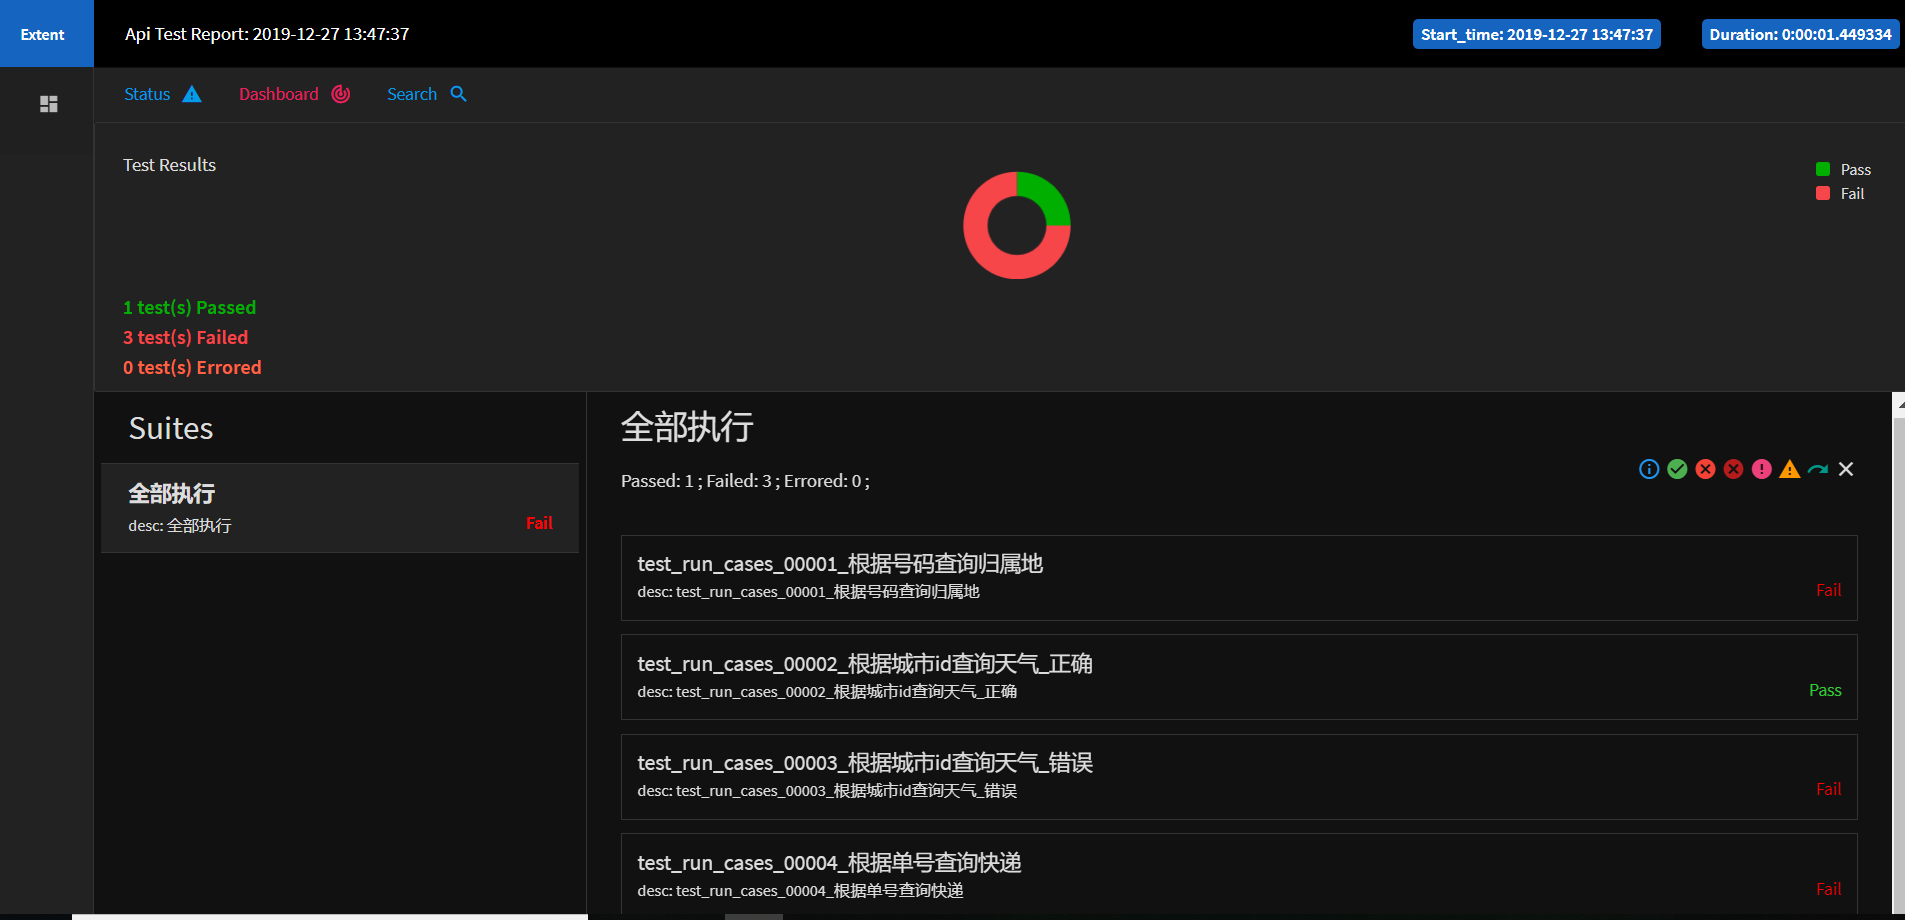 Extent
Api Test Report: 2019-12-27 13:47:37
Start_time: 2019-12-27 13:47:37
Duration: 0:00:01.449334
Status
Dashboard
Search
Test Results
Pass
Fail
1 test(s) Passed
3 test(s) Failed
0 test(s) Errored
Suites
全部执行
desc: 全部执行
Fail
全部执行
Passed: 1 ; Failed: 3 ; Errored: 0 ;
test_run_cases_00001_根据号码查询归属地
desc: test_run_cases_00001_根据号码查询归属地
Fail
test_run_cases_00002_根据城市id查询天气_正确
desc: test_run_cases_00002_根据城市id查询天气_正确
Pass
test_run_cases_00003_根据城市id查询天气_错误
desc: test_run_cases_00003_根据城市id查询天气_错误
Fail
test_run_cases_00004_根据单号查询快递
desc: test_run_cases_00004_根据单号查询快递
Fail